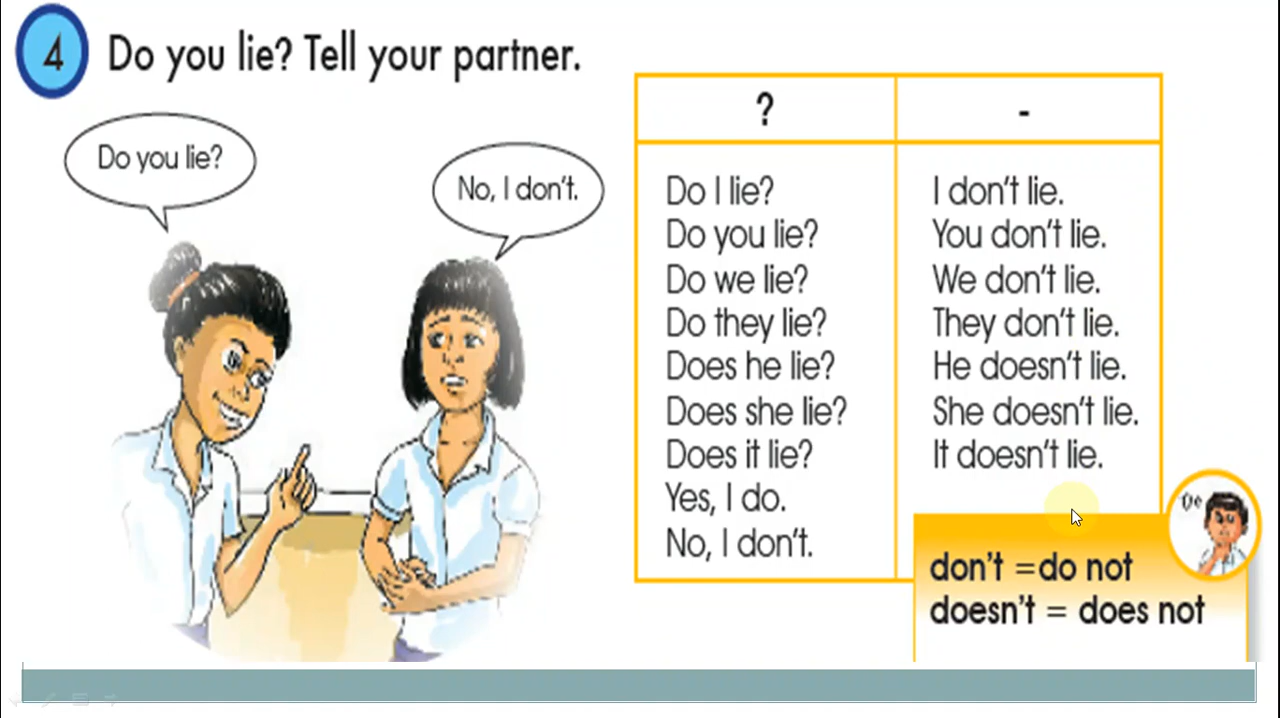 4 Do you lie? Tell your partner.
Do you lie?
No, I don't.
?
Do I lie?
Do you lie?
Do we lie?
Do they lie?
Does he lie?
Does she lie?
Does it lie?
Yes, I do.
No, I don't.
-
I don't lie.
You don't lie.
We don't lie.
They don't lie.
He doesn't lie.
She doesn't lie.
It doesn't lie.
don't =do not
doesn't = does not